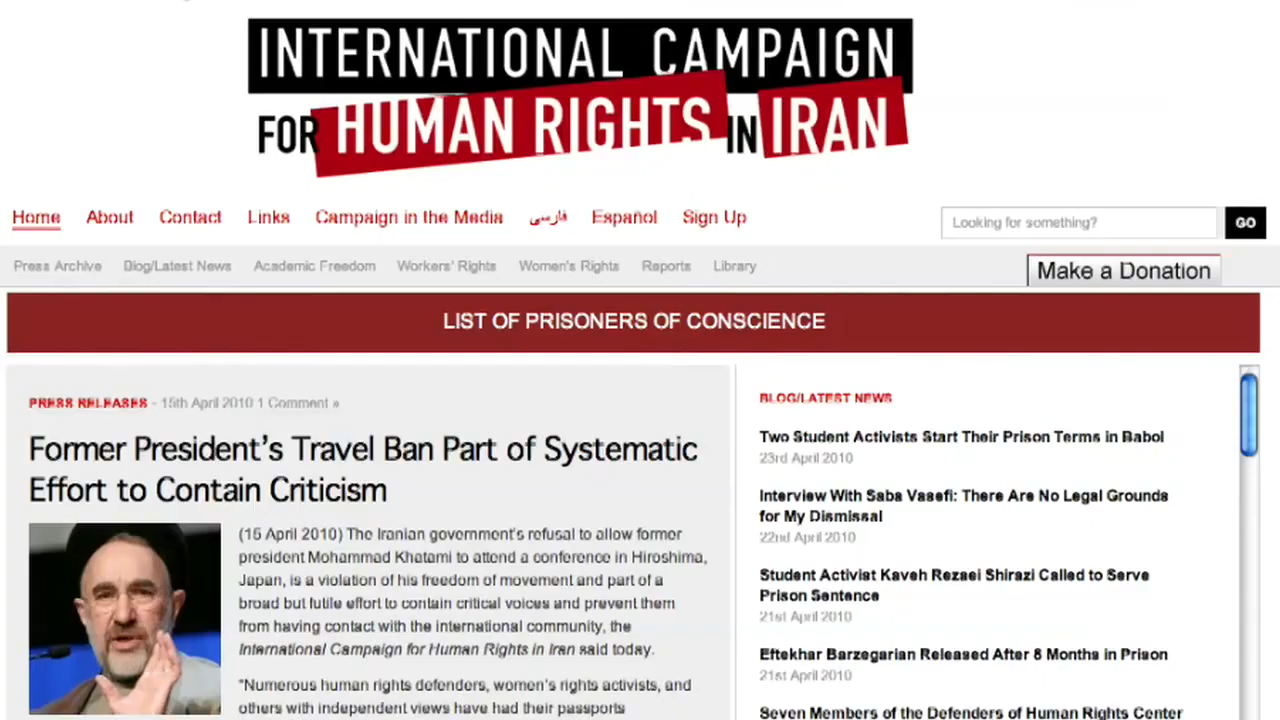 INTERNATIONAL CAMPAIGN
FOR HUMAN RIGHTS IN IRAN
Home About Contact Links Campaign in the Media فارسی Español Sign Up
Looking for something? GO
Press Archive Blog/Latest News Academic Freedom Workers' Rights Women's Rights Reports Library
Make a Donation
LIST OF PRISONERS OF CONSCIENCE
PRESS RELEASES - 15th April 2010 1 Comment »
Former President's Travel Ban Part of Systematic
Effort to Contain Criticism
(15 April 2010) The Iranian government's refusal to allow former
president Mohammad Khatami to attend a conference in Hiroshima,
Japan, is a violation of his freedom of movement and part of a
broad but futile effort to contain critical voices and prevent them
from having contact with the international community, the
International Campaign for Human Rights in Iran said today.
"Numerous human rights defenders, women's rights activists, and
others with independent views have had their passports
BLOG/LATEST NEWS
Two Student Activists Start Their Prison Terms in Babol
23rd April 2010
Interview With Saba Vasefi: There Are No Legal Grounds
for My Dismissal
22nd April 2010
Student Activist Kaveh Rezaei Shirazi Called to Serve
Prison Sentence
21st April 2010
Eftekhar Barzegarian Released After 8 Months in Prison
21st April 2010
Seven Members of the Defenders of Human Rights Center